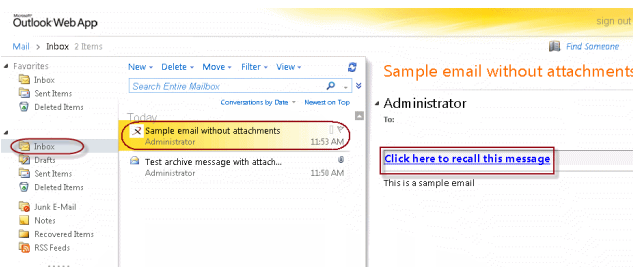 Microsoft
Outlook Web App
sign out
Mail › Inbox 2 Items
Find Someone
Favorites
Inbox
Sent Items
Deleted Items
Inbox
Drafts
Sent Items
Deleted Items
Junk E-Mail
Notes
Recovered Items
RSS Feeds
New Delete Move Filter View
Search Entire Mailbox
Conversations by Date Newest on Top
Today
Sample email without attachments
Administrator 11:53 AM
Test archive message with attach...
Administrator 11:58 AM
Sample email without attachments
Administrator
To:
Click here to recall this message
This is a sample email